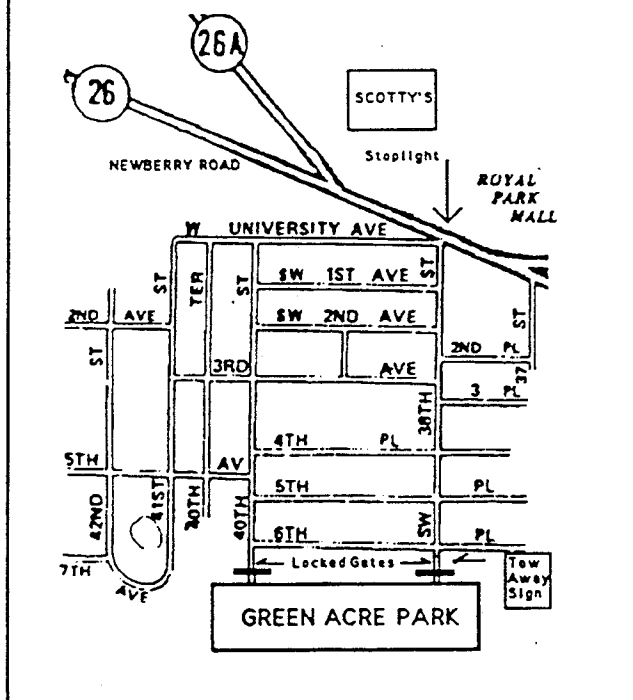 26A
26
SCOTTY'S
NEWBERRY ROAD
Stoplight
ROYAL
PARK
MALL
W UNIVERSITY AVE
ST
TER
ST
SW 1ST AVE
ST
2ND AVE
SW 2ND AVE
ST
ST
3RD AVE
2ND PL
37
3 PL
38TH
4TH PL
5TH AV
5TH PL
42ND
41ST
40TH
40TH
SW
6TH PL
7TH AVE
Locked Gates
Tow
Away
Sign
GREEN ACRE PARK